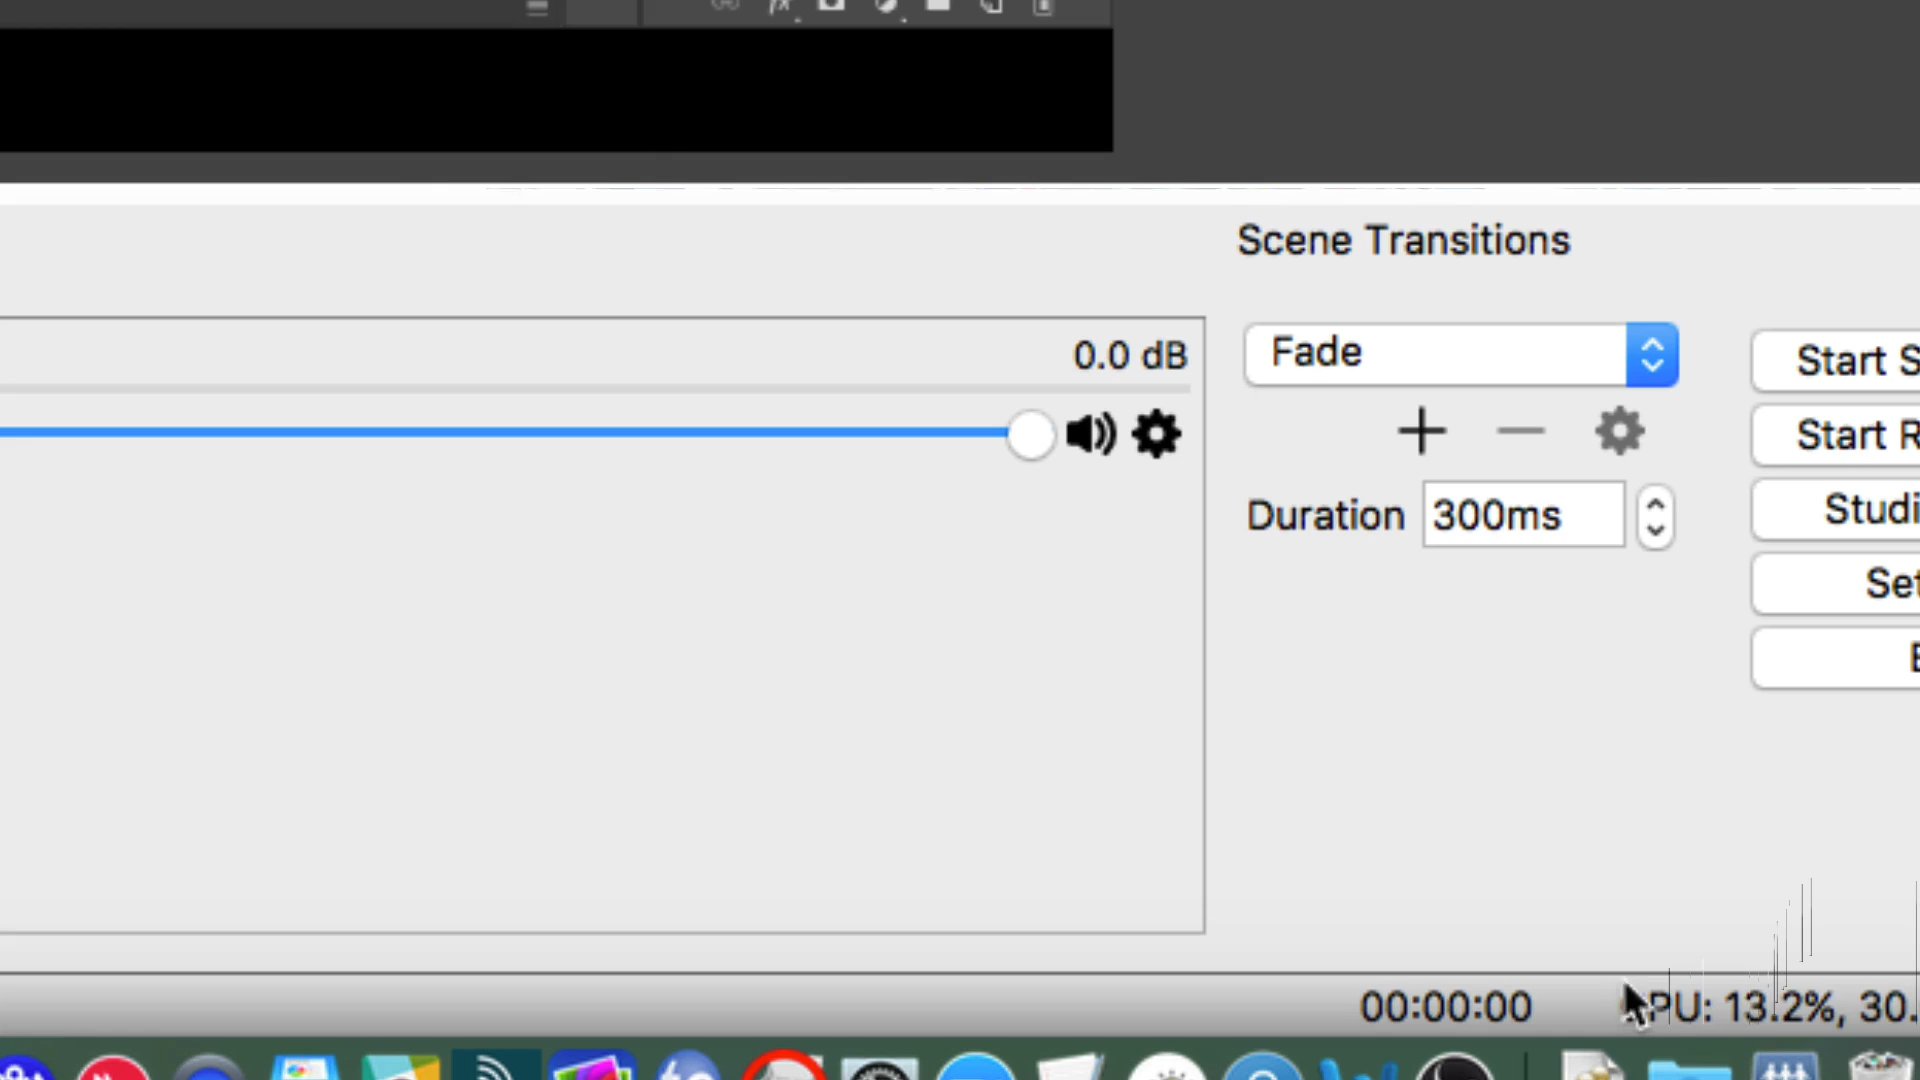 fx
Scene Transitions
0.0 dB
Fade
Start S
Start R
Duration 300ms
Studi
Set
E
00:00:00 PU: 13.2%, 30.